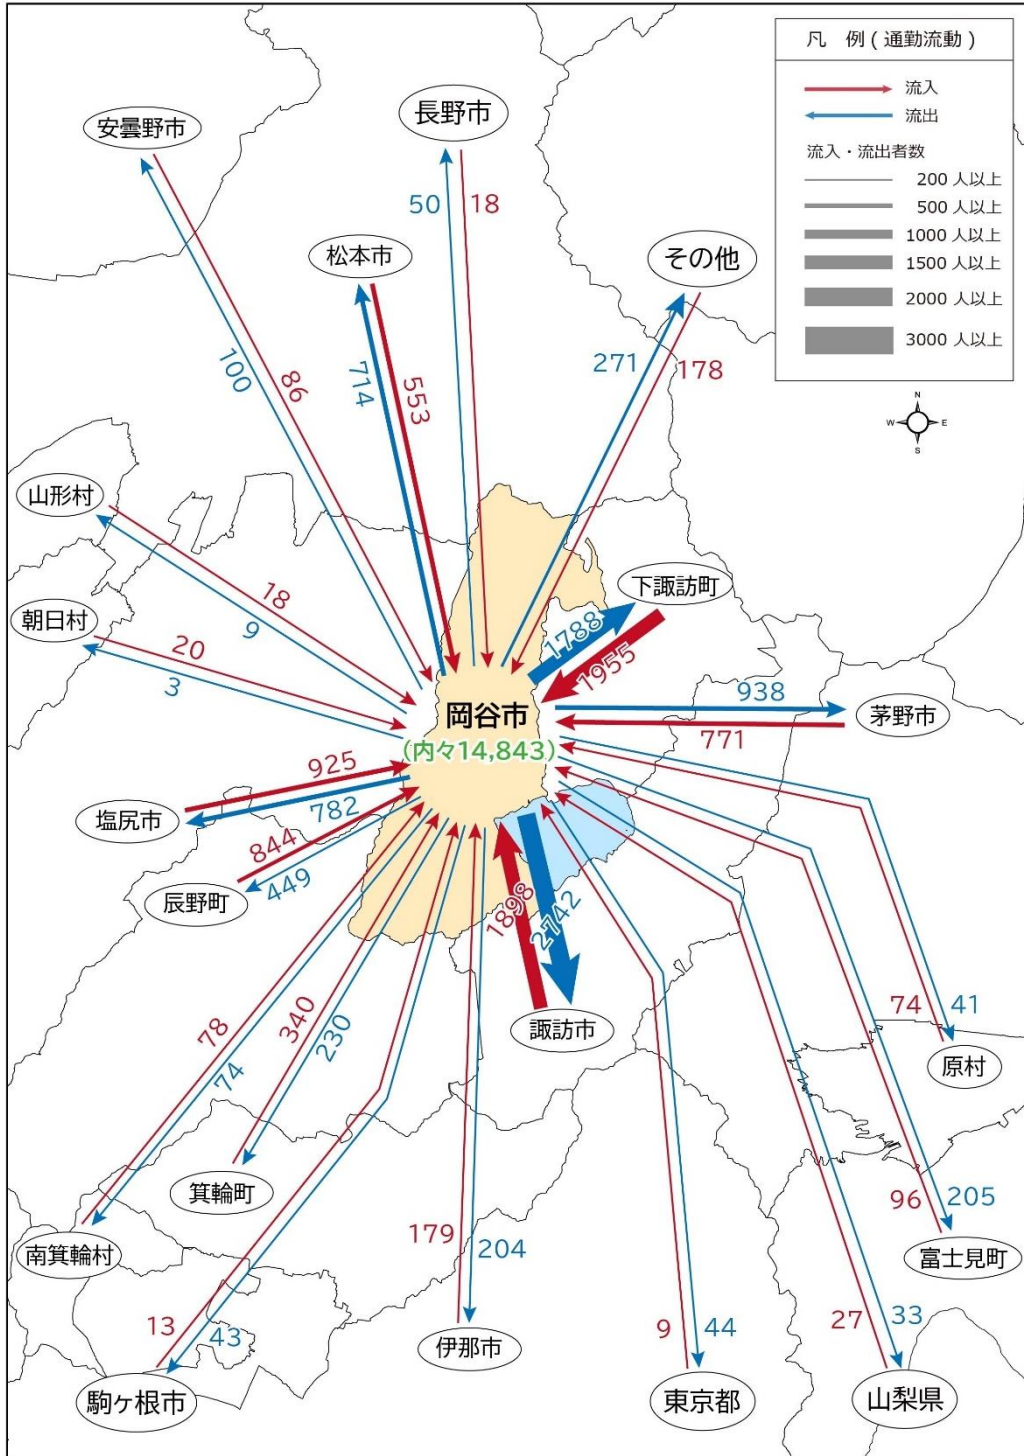 凡 例 ( 通勤流動 )
流入
流出
流入・流出者数
200 人以上
500 人以上
1000 人以上
1500 人以上
2000 人以上
3000 人以上
N
W
E
S
安曇野市
長野市
松本市
その他
50
18
100
86
714
553
271
178
山形村
18
9
朝日村
20
3
下諏訪町
1788
1955
岡谷市
(内々14,843)
938
771
茅野市
925
782
塩尻市
844
449
辰野町
1898
2742
諏訪市
74
41
原村
78
74
340
230
箕輪町
南箕輪村
96
205
富士見町
179
204
伊那市
13
43
駒ヶ根市
9
44
東京都
27
33
山梨県